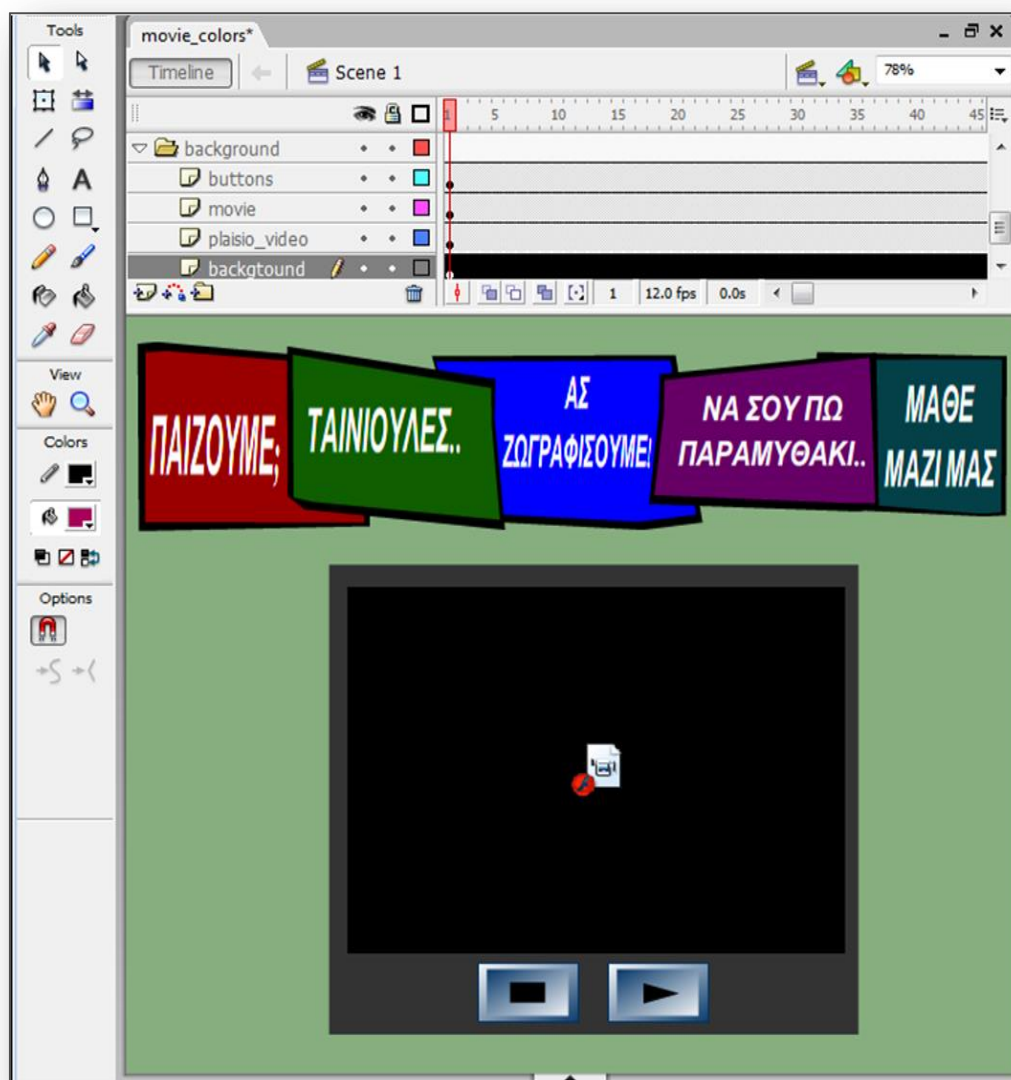 Tools
movie_colors*
Timeline
Scene 1
78%
1 5 10 15 20 25 30 35 40 45
background
buttons
movie
plaisio_video
backgtound
1 12.0 fps 0.0s
View
Colors
Options
ΠΑΙΖΟΥΜΕ;
ΤΑΙΝΙΟΥΛΕΣ..
ΑΣ
ΖΩΓΡΑΦΙΣΟΥΜΕ!
ΝΑ ΣΟΥ ΠΩ
ΠΑΡΑΜΥΘΑΚΙ..
ΜΑΘΕ
ΜΑΖΙ ΜΑΣ